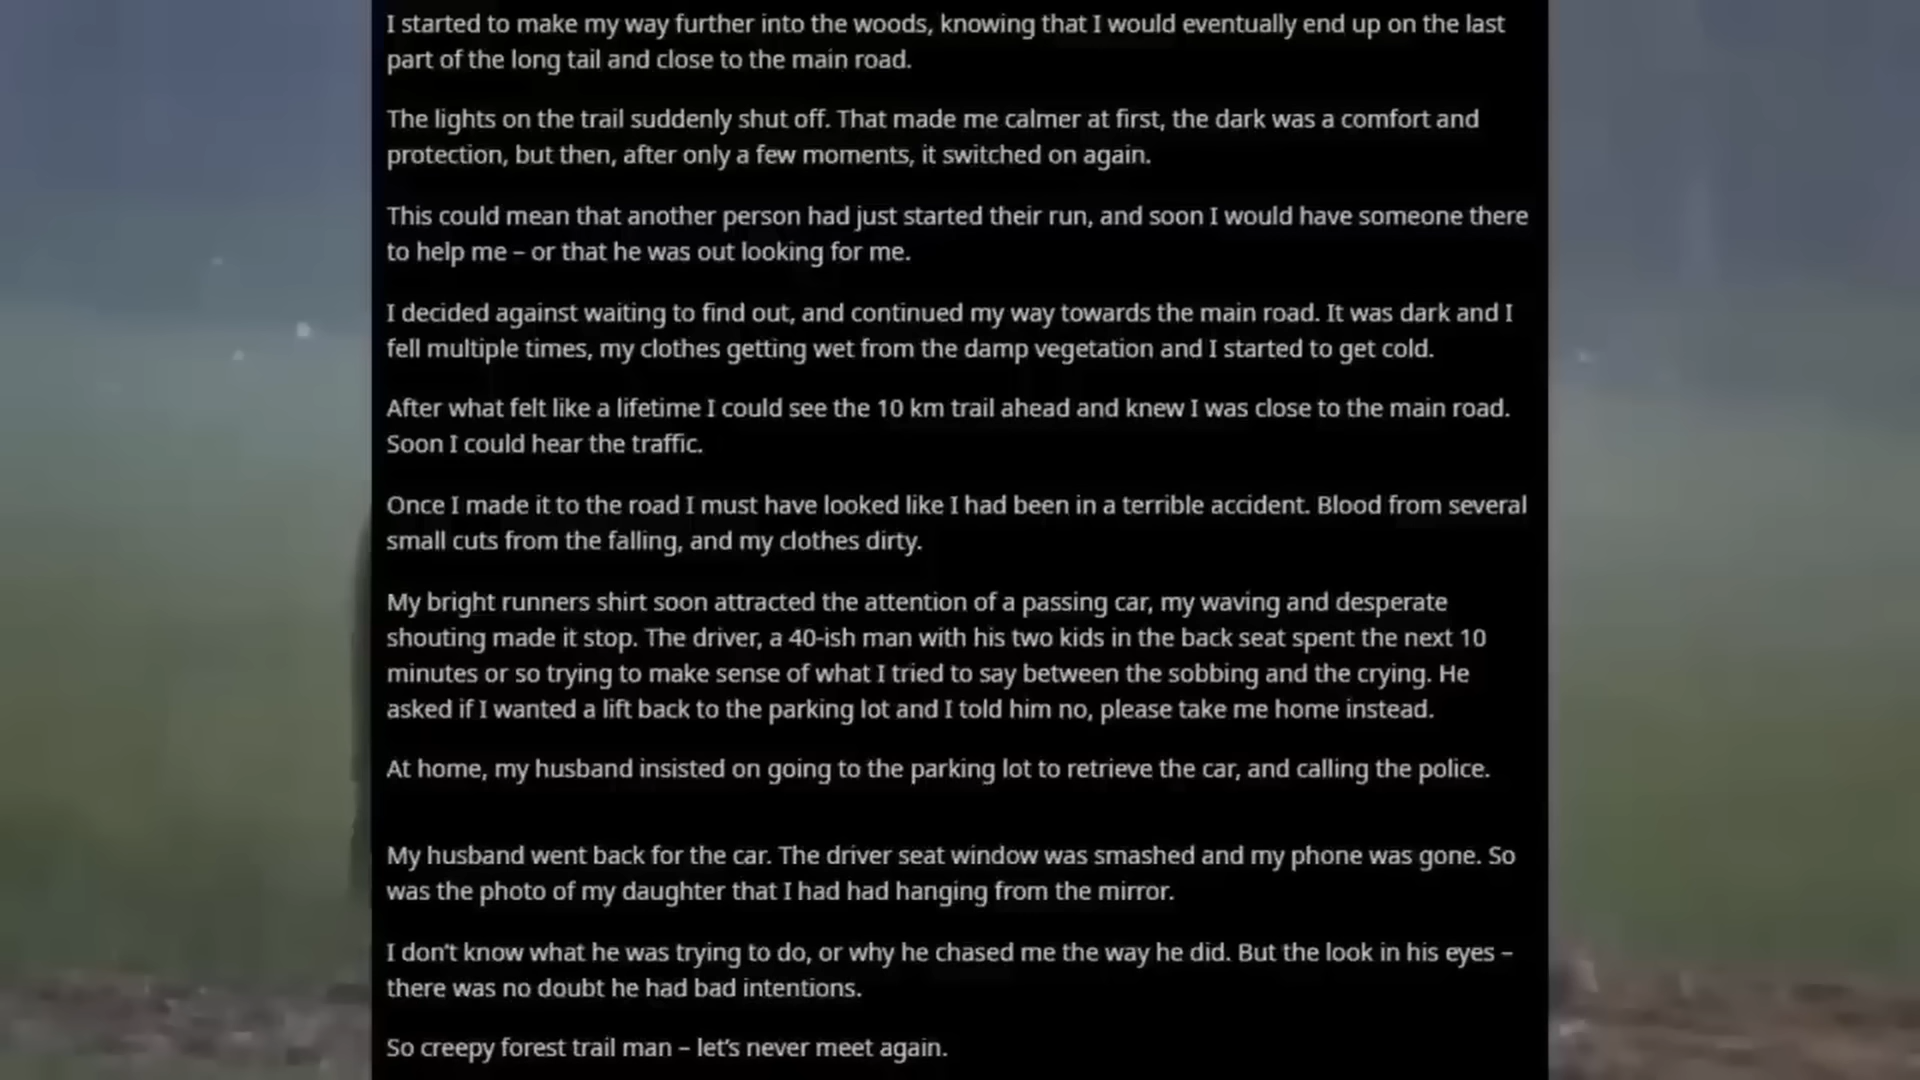 I started to make my way further into the woods, knowing that I would eventually end up on the last
part of the long tail and close to the main road.
The lights on the trail suddenly shut off. That made me calmer at first, the dark was a comfort and
protection, but then, after only a few moments, it switched on again.
This could mean that another person had just started their run, and soon I would have someone there
to help me – or that he was out looking for me.
I decided against waiting to find out, and continued my way towards the main road. It was dark and I
fell multiple times, my clothes getting wet from the damp vegetation and I started to get cold.
After what felt like a lifetime I could see the 10 km trail ahead and knew I was close to the main road.
Soon I could hear the traffic.
Once I made it to the road I must have looked like I had been in a terrible accident. Blood from several
small cuts from the falling, and my clothes dirty.
My bright runners shirt soon attracted the attention of a passing car, my waving and desperate
shouting made it stop. The driver, a 40-ish man with his two kids in the back seat spent the next 10
minutes or so trying to make sense of what I tried to say between the sobbing and the crying. He
asked if I wanted a lift back to the parking lot and I told him no, please take me home instead.
At home, my husband insisted on going to the parking lot to retrieve the car, and calling the police.
My husband went back for the car. The driver seat window was smashed and my phone was gone. So
was the photo of my daughter that I had had hanging from the mirror.
I don't know what he was trying to do, or why he chased me the way he did. But the look in his eyes –
there was no doubt he had bad intentions.
So creepy forest trail man – let's never meet again.